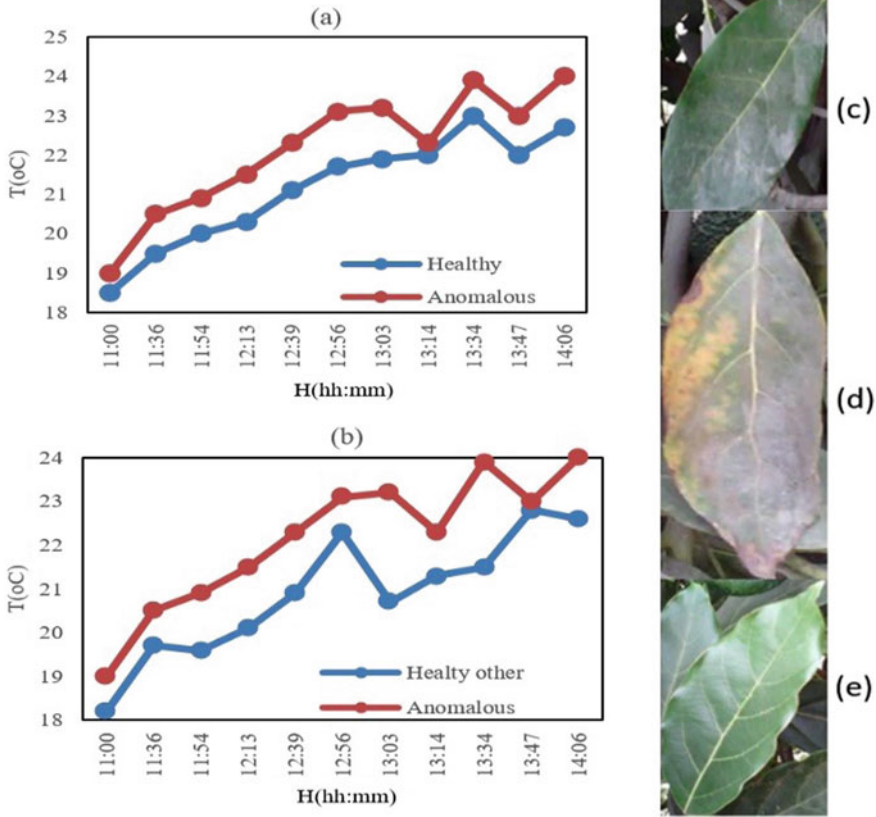 (a)
25
24
23
22
21
20
19
18
T(oC)
Healthy
Anomalous
11:00
11:36
11:54
12:13
12:39
12:56
13:03
13:14
13:34
13:47
14:06
H(hh:mm)
(b)
24
23
22
21
20
19
18
T(oC)
Healty other
Anomalous
11:00
11:36
11:54
12:13
12:39
12:56
13:03
13:14
13:34
13:47
14:06
H(hh:mm)
(c)
(d)
(e)